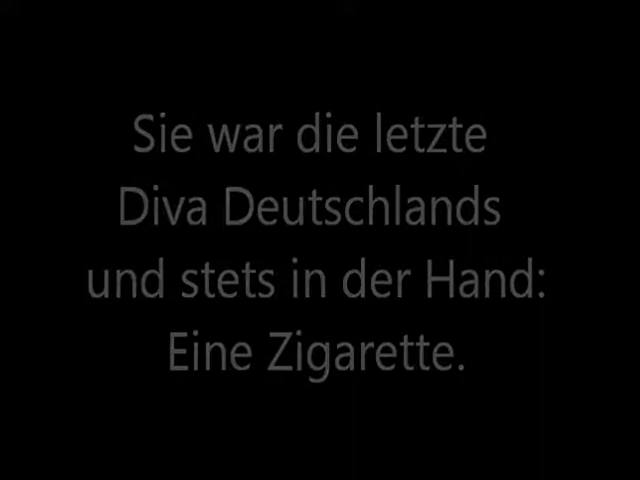 Sie war die letzte
Diva Deutschlands
und stets in der Hand:
Eine Zigarette.